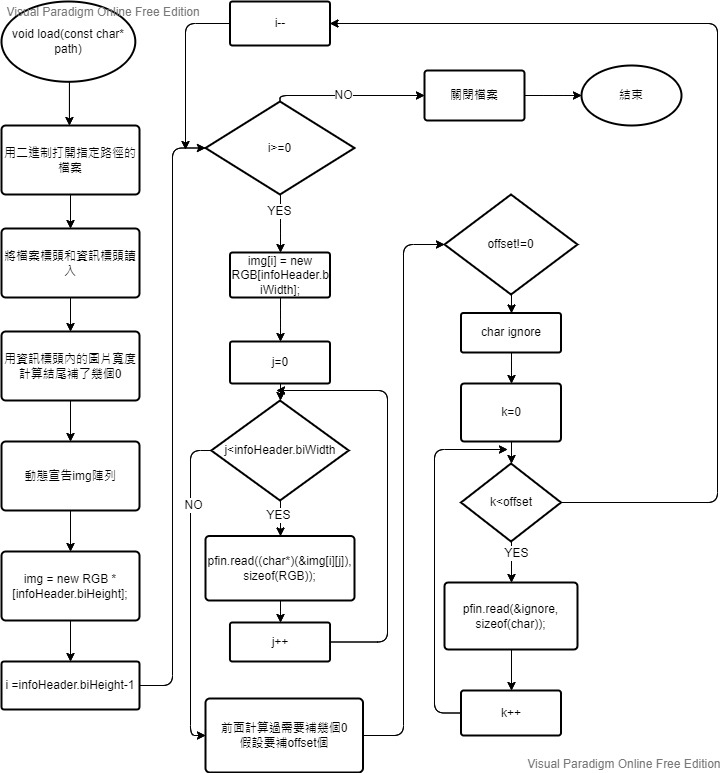 Visual Paradigm Online Free Edition
void load(const char*
path)
用二進制打開指定路徑的
檔案
將檔案標頭和資訊標頭讀
入
用資訊標頭內的圖片寬度
計算結尾補了幾個0
動態宣告img陣列
img = new RGB *
[infoHeader.biHeight];
i =infoHeader.biHeight-1
i--
i>=0
NO
關閉檔案
結束
YES
img[i] = new
RGB[infoHeader.b
iWidth];
j=0
j<infoHeader.biWidth
NO
YES
pfin.read((char*)(&img[i][j]),
sizeof(RGB));
j++
前面計算過需要補幾個0
假設要補offset個
offset!=0
char ignore
k=0
k<offset
YES
pfin.read(&ignore,
sizeof(char));
k++
Visual Paradigm Online Free Edition